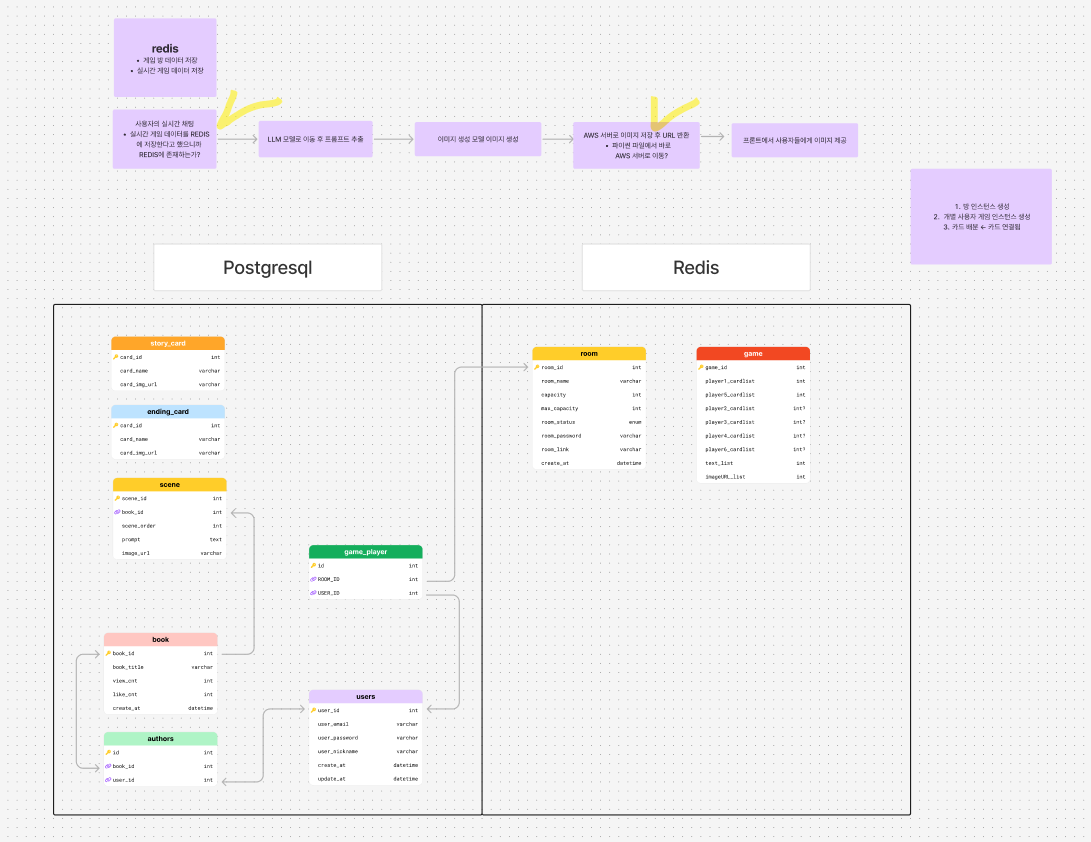 redis
• 게임 방 데이터 저장
• 실시간 게임 데이터 저장
사용자의 실시간 채팅
• 실시간 게임 데이터를 REDIS
에 저장한다고 했으니까
REDIS에 존재하는가?
LLM 모델로 이동 후 프롬프트 추출
이미지 생성 모델 이미지 생성
AWS 서버로 이미지 저장 후 URL 반환
• 파이썬 파일에서 바로
AWS 서버로 이동?
프론트에서 사용자들에게 이미지 제공
1. 방 인스턴스 생성
2. 개별 사용자 게임 인스턴스 생성
3. 카드 배분 ← 카드 연결됨
Postgresql
Redis
story_card
card_id int
card_name varchar
card_img_url varchar
ending_card
card_id int
card_name varchar
card_img_url varchar
scene
scene_id int
book_id int
scene_order int
prompt text
image_url varchar
book
book_id int
book_title varchar
view_cnt int
like_cnt int
create_at datetime
authors
id int
book_id int
user_id int
game_player
id int
ROOM_ID int
USER_ID int
users
user_id int
user_email varchar
user_password varchar
user_nickname varchar
create_at datetime
update_at datetime
room
room_id int
room_name varchar
capacity int
max_capacity int
room_status enum
room_password varchar
room_link varchar
create_at datetime
game
game_id int
player1_cardlist int
player5_cardlist int
player2_cardlist int?
player3_cardlist int?
player4_cardlist int?
player6_cardlist int?
text_list int
imageURL_list int